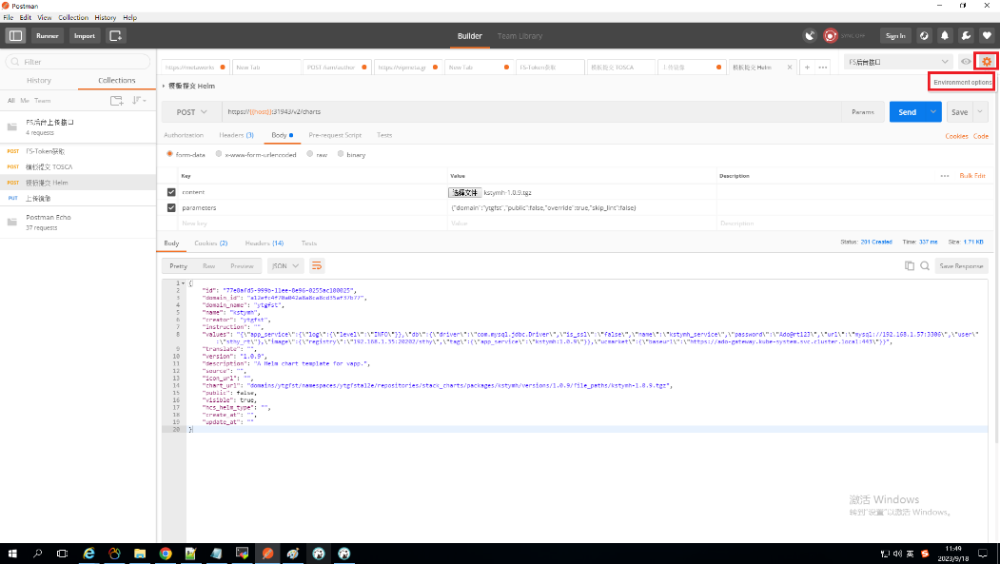 Postman
File Edit View Collection History Help
Runner Import Builder Team Library SYNC OFF Sign In
Filter
History Collections
All Me Team
FS后台上传接口
4 requests
POST FS-Token获取
POST 模板提交 TOSCA
POST 模板提交 Helm
PUT 上传镜像
Postman Echo
37 requests
https://metaworks New Tab POST /iam/author https://vpmeta.gr New Tab FS-Token获取 模板提交 TOSCA 上传镜像 模板提交 Helm
FS后台接口
Environment options
模板提交 Helm
POST https://{{host}}:31943/v2/charts Params Send Save
Authorization Headers (3) Body Pre-request Script Tests Cookies Code
form-data x-www-form-urlencoded raw binary
Key Value Description Bulk Edit
content 选择文件 kstymh-1.0.9.tgz
parameters {"domain":"ytgfst","public":false,"override":true,"skip_lint":false}
New key Value Description
Body Cookies (2) Headers (14) Tests Status: 201 Created Time: 337 ms Size: 1.71 KB
Pretty Raw Preview JSON Save Response
1 {
2 "id": "77e8afd5-999b-11ee-8e96-0255ac100025",
3 "domain_id": "a12efc4f70a042a8a8ca8cd35af37b77",
4 "domain_name": "ytgfst",
5 "name": "kstymh",
6 "creator": "ytgfst",
7 "instruction": "",
8 "values": "{\"app_service\":{\"log\":{\"level\":\"INFO\"}},\"db\":{\"driver\":\"com.mysql.jdbc.Driver\",\"is_ssl\":\"false\",\"name\":\"kstymh_service\",\"password\":\"Ado@rt123\",\"url\":\"mysql://192.168.1.57:3306\",\"user\"
:\"sthy_rt\"},\"image\":{\"registry\":\"192.168.1.35:20202/sthy\",\"tag\":{\"app_service\":\"kstymh:1.0.9\"}},\"ucmarket\":{\"baseurl\":\"https://ado-gateway.kube-system.svc.cluster.local:443\"}}",
9 "translate": "",
10 "version": "1.0.9",
11 "description": "A Helm chart template for vapp.",
12 "source": "",
13 "icon_url": "",
14 "chart_url": "domains/ytgfst/namespaces/ytgfsta12e/repositories/stack_charts/packages/kstymh/versions/1.0.9/file_paths/kstymh-1.0.9.tgz",
15 "public": false,
16 "visible": true,
17 "hcs_helm_type": "",
18 "create_at": "",
19 "update_at": ""
20 }
激活 Windows
转到"设置"以激活 Windows。
英
11:49
2023/9/18